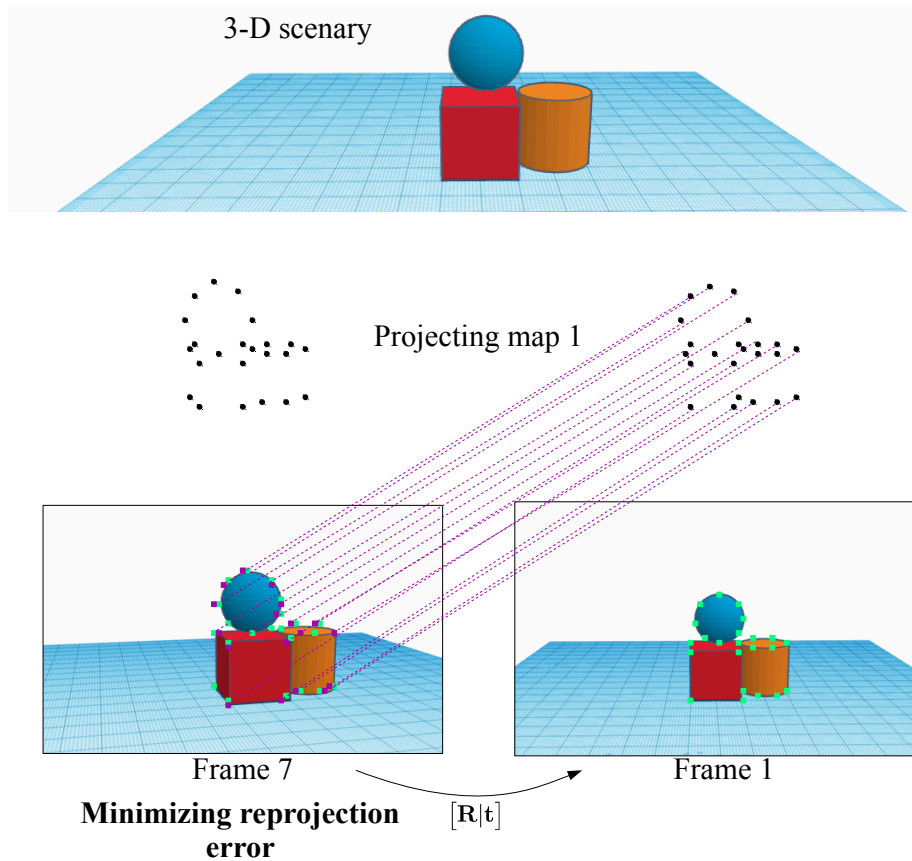 3-D scenary
Projecting map 1
Frame 7
Frame 1
Minimizing reprojection
error
[R|t]